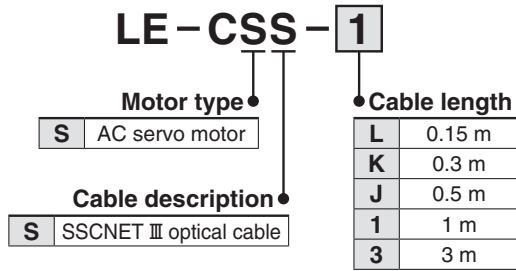 LE-CSS-1
Motor type
S AC servo motor
Cable description
S SSCNET Ⅲ optical cable
Cable length
L 0.15 m
K 0.3 m
J 0.5 m
1 1 m
3 3 m